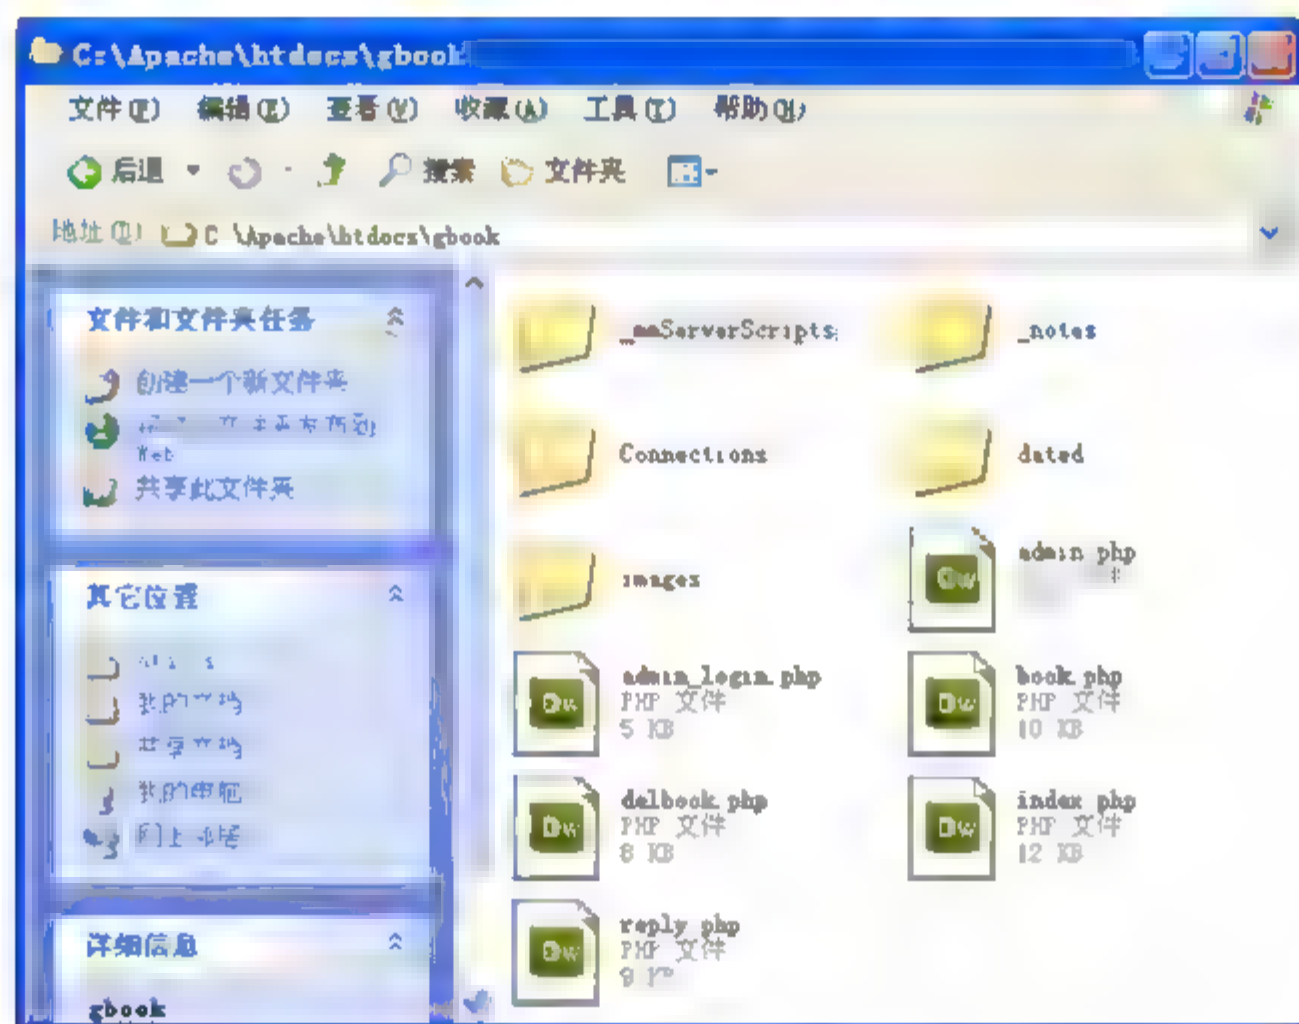 C:\Apache\htdocs\gbook
文件(F) 编辑(E) 查看(V) 收藏(A) 工具(T) 帮助(H)
后退 搜索 文件夹
地址(D) C:\Apache\htdocs\gbook
文件和文件夹任务
创建一个新文件夹
Web
共享此文件夹
其它位置
我的文档
共享文档
我的电脑
网上邻居
详细信息
gbook
_mmServerScripts
_notes
Connections
dated
images
admin.php
admin_login.php
PHP 文件
5 KB
book.php
PHP 文件
10 KB
delbook.php
PHP 文件
8 KB
index.php
PHP 文件
12 KB
reply.php
PHP 文件
9 KB